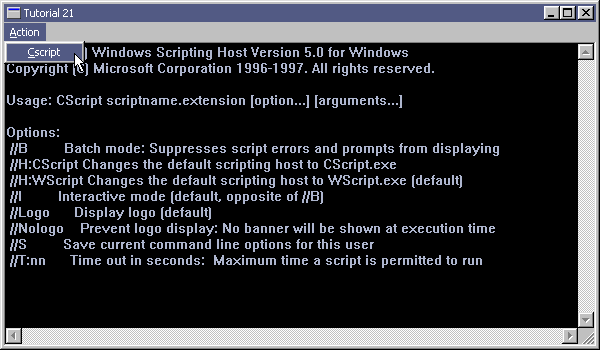 Tutorial 21
Action
Cscript
) Windows Scripting Host Version 5.0 for Windows
Copyright (c) Microsoft Corporation 1996-1997. All rights reserved.
Usage: CScript scriptname.extension [option...] [arguments...]
Options:
//B Batch mode: Suppresses script errors and prompts from displaying
//H:CScript Changes the default scripting host to CScript.exe
//H:WScript Changes the default scripting host to WScript.exe (default)
//I Interactive mode (default, opposite of //B)
//Logo Display logo (default)
//Nologo Prevent logo display: No banner will be shown at execution time
//S Save current command line options for this user
//T:nn Time out in seconds: Maximum time a script is permitted to run